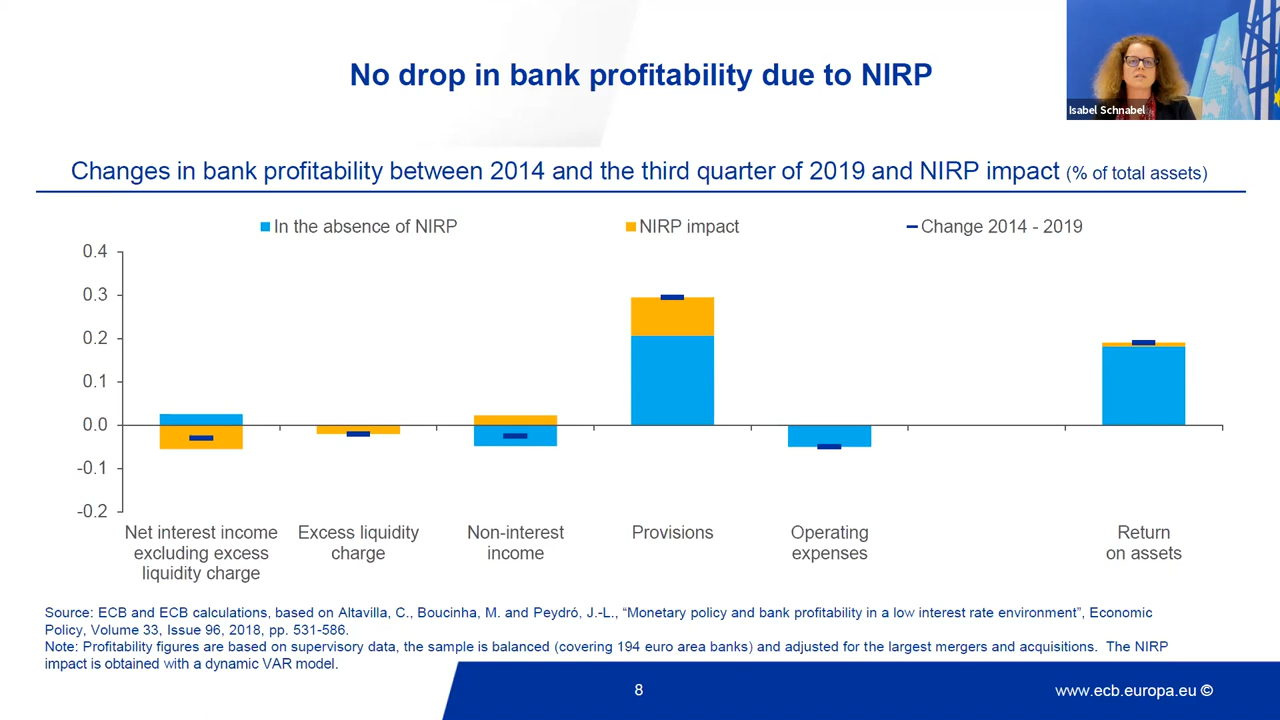 No drop in bank profitability due to NIRP
Isabel Schnabel
Changes in bank profitability between 2014 and the third quarter of 2019 and NIRP impact (% of total assets)
In the absence of NIRP
NIRP impact
Change 2014 - 2019
0.4
0.3
0.2
0.1
0.0
-0.1
-0.2
Net interest income
excluding excess
liquidity charge
Excess liquidity
charge
Non-interest
income
Provisions
Operating
expenses
Return
on assets
Source: ECB and ECB calculations, based on Altavilla, C., Boucinha, M. and Peydró, J.-L., “Monetary policy and bank profitability in a low interest rate environment”, Economic
Policy, Volume 33, Issue 96, 2018, pp. 531-586.
Note: Profitability figures are based on supervisory data, the sample is balanced (covering 194 euro area banks) and adjusted for the largest mergers and acquisitions. The NIRP
impact is obtained with a dynamic VAR model.
8
www.ecb.europa.eu ©